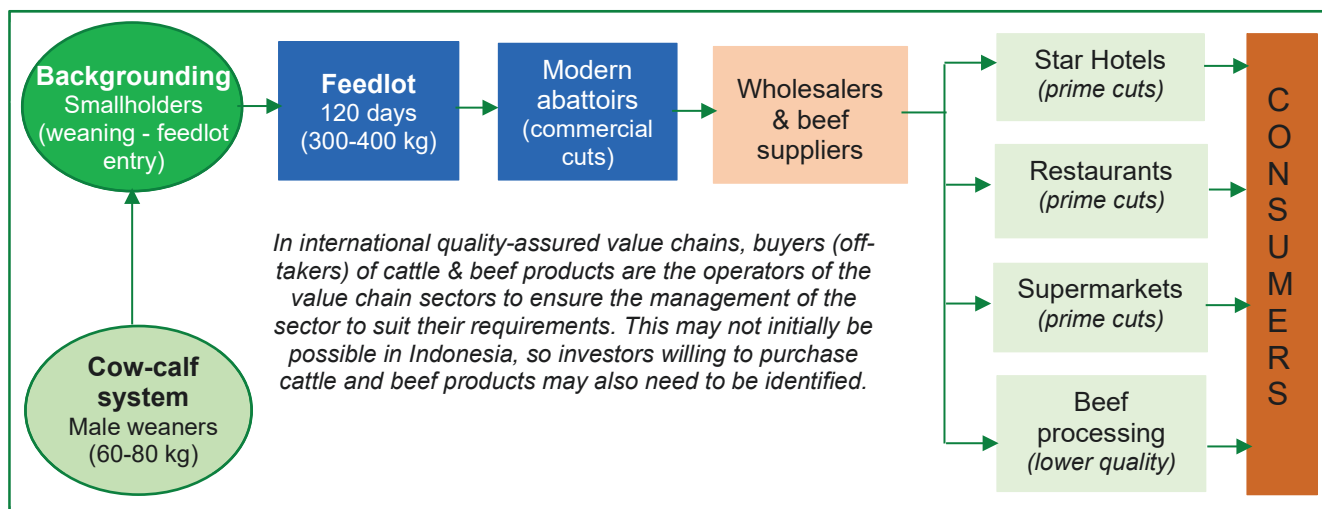 Backgrounding
Smallholders
(weaning - feedlot
entry)
Feedlot
120 days
(300-400 kg)
Modern
abattoirs
(commercial
cuts)
Wholesalers
& beef
suppliers
Star Hotels
(prime cuts)
Restaurants
(prime cuts)
Supermarkets
(prime cuts)
Beef
processing
(lower quality)
CONSUMERS
In international quality-assured value chains, buyers (off-
takers) of cattle & beef products are the operators of the
value chain sectors to ensure the management of the
sector to suit their requirements. This may not initially be
possible in Indonesia, so investors willing to purchase
cattle and beef products may also need to be identified.
Cow-calf
system
Male weaners
(60-80 kg)